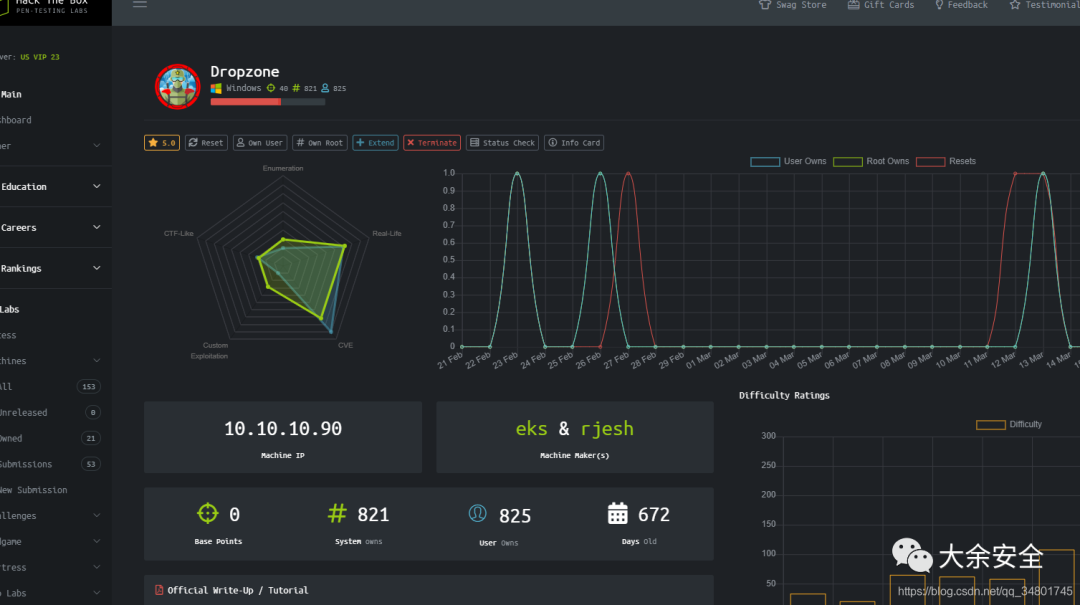 Hack The Box
PEN-TESTING LABS
Swag Store Gift Cards Feedback Testimonial
ver: US VIP 23
Main
shboard
er
Education
Careers
Rankings
Labs
ess
hines
All 153
Unreleased 0
Owned 21
Submissions 53
New Submission
allenges
dgame
rtress
Labs
Dropzone
Windows 40 # 821 825
5.0 Reset Own User # Own Root Extend Terminate Status Check Info Card
Enumeration
CTF-Like
Real-Life
Custom
Exploitation
CVE
User Owns Root Owns Resets
1.0
0.9
0.8
0.7
0.6
0.5
0.4
0.3
0.2
0.1
0
21 Feb 22 Feb 23 Feb 24 Feb 25 Feb 26 Feb 27 Feb 28 Feb 29 Feb 01 Mar 02 Mar 03 Mar 04 Mar 05 Mar 06 Mar 07 Mar 08 Mar 09 Mar 10 Mar 11 Mar 12 Mar 13 Mar 14 Mar
10.10.10.90
Machine IP
eks & rjesh
Machine Maker(s)
0
Base Points
# 821
System owns
825
User Owns
672
Days Old
Official Write-Up / Tutorial
Difficulty Ratings
Difficulty
300
250
200
150
100
50
大余安全
https://blog.csdn.net/qq_34801745